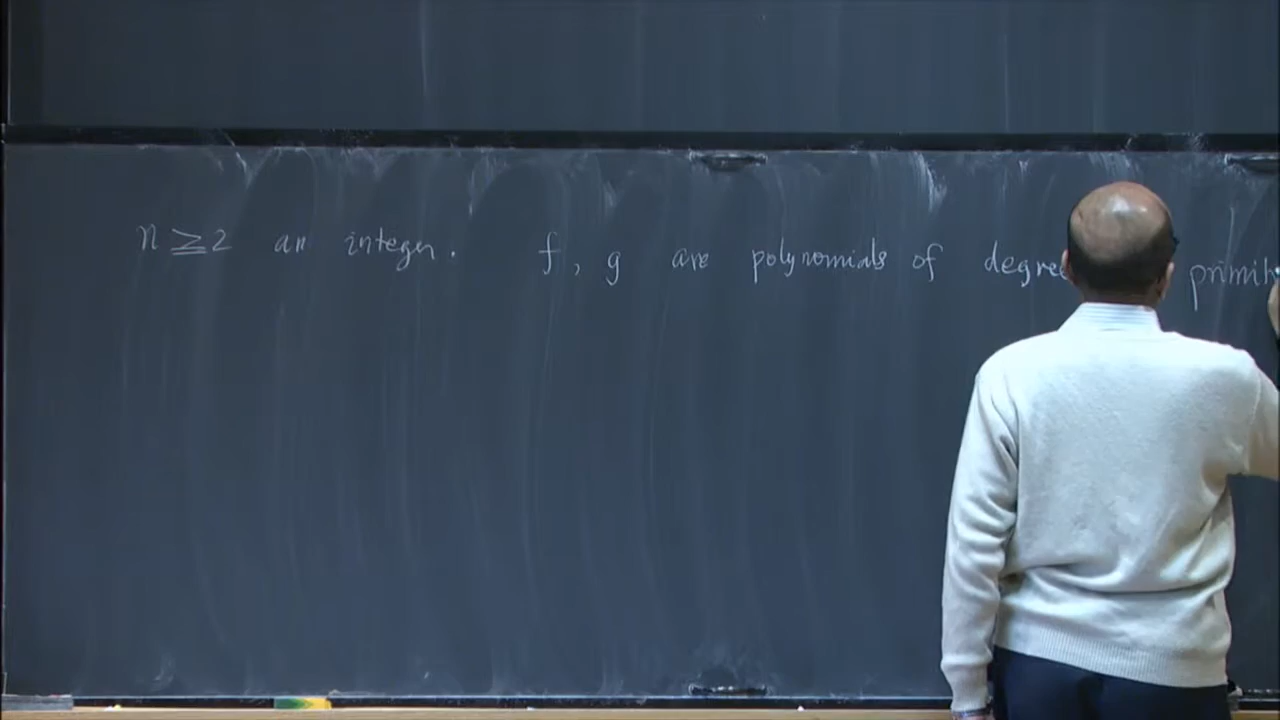 n ≥ 2 an integer. f, g are polynomials of degree